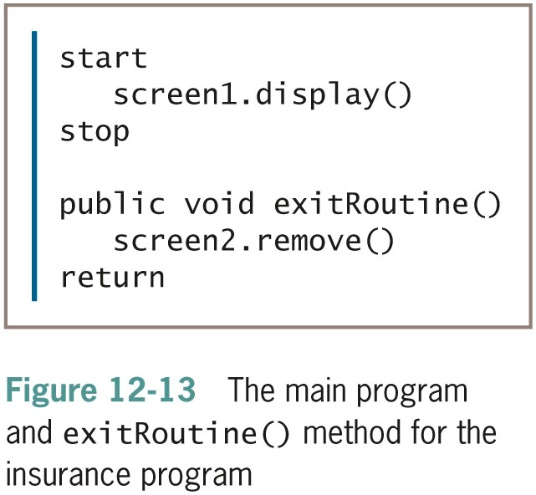 start
screen1.display()
stop
public void exitRoutine()
screen2.remove()
return
Figure 12-13 The main program
and exitRoutine() method for the
insurance program